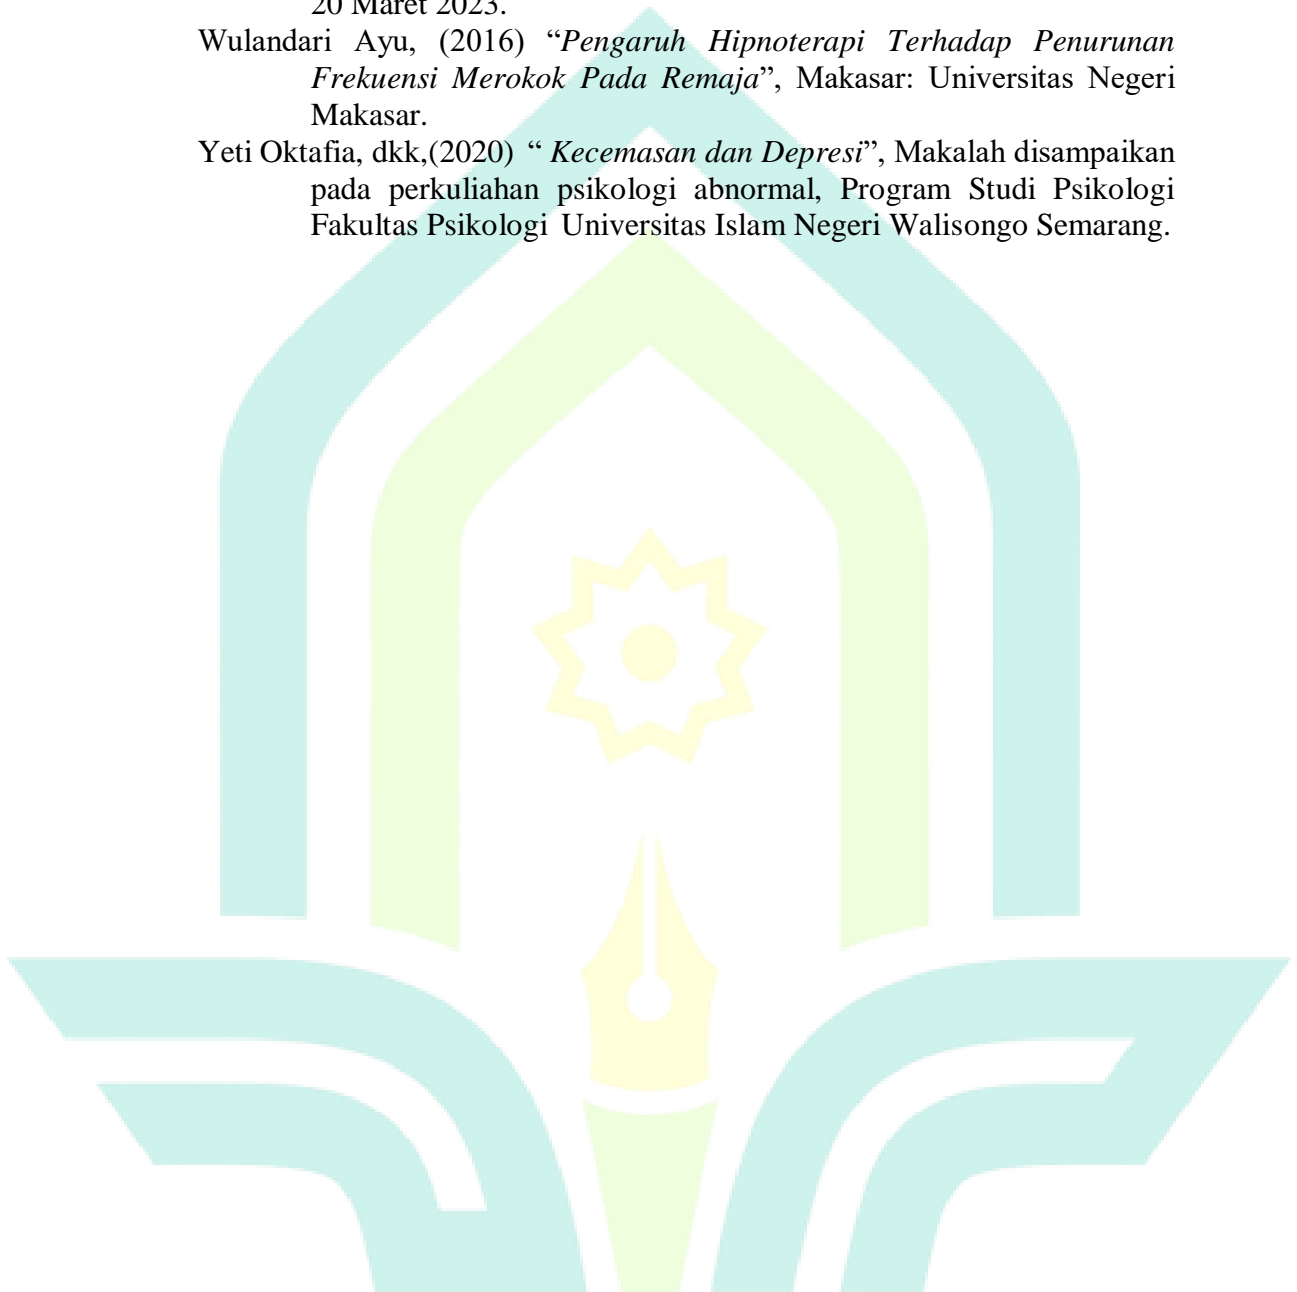 20 Maret 2023.
Wulandari Ayu, (2016) “Pengaruh Hipnoterapi Terhadap Penurunan
Frekuensi Merokok Pada Remaja”, Makasar: Universitas Negeri
Makasar.
Yeti Oktafia, dkk,(2020) “ Kecemasan dan Depresi”, Makalah disampaikan
pada perkuliahan psikologi abnormal, Program Studi Psikologi
Fakultas Psikologi Universitas Islam Negeri Walisongo Semarang.